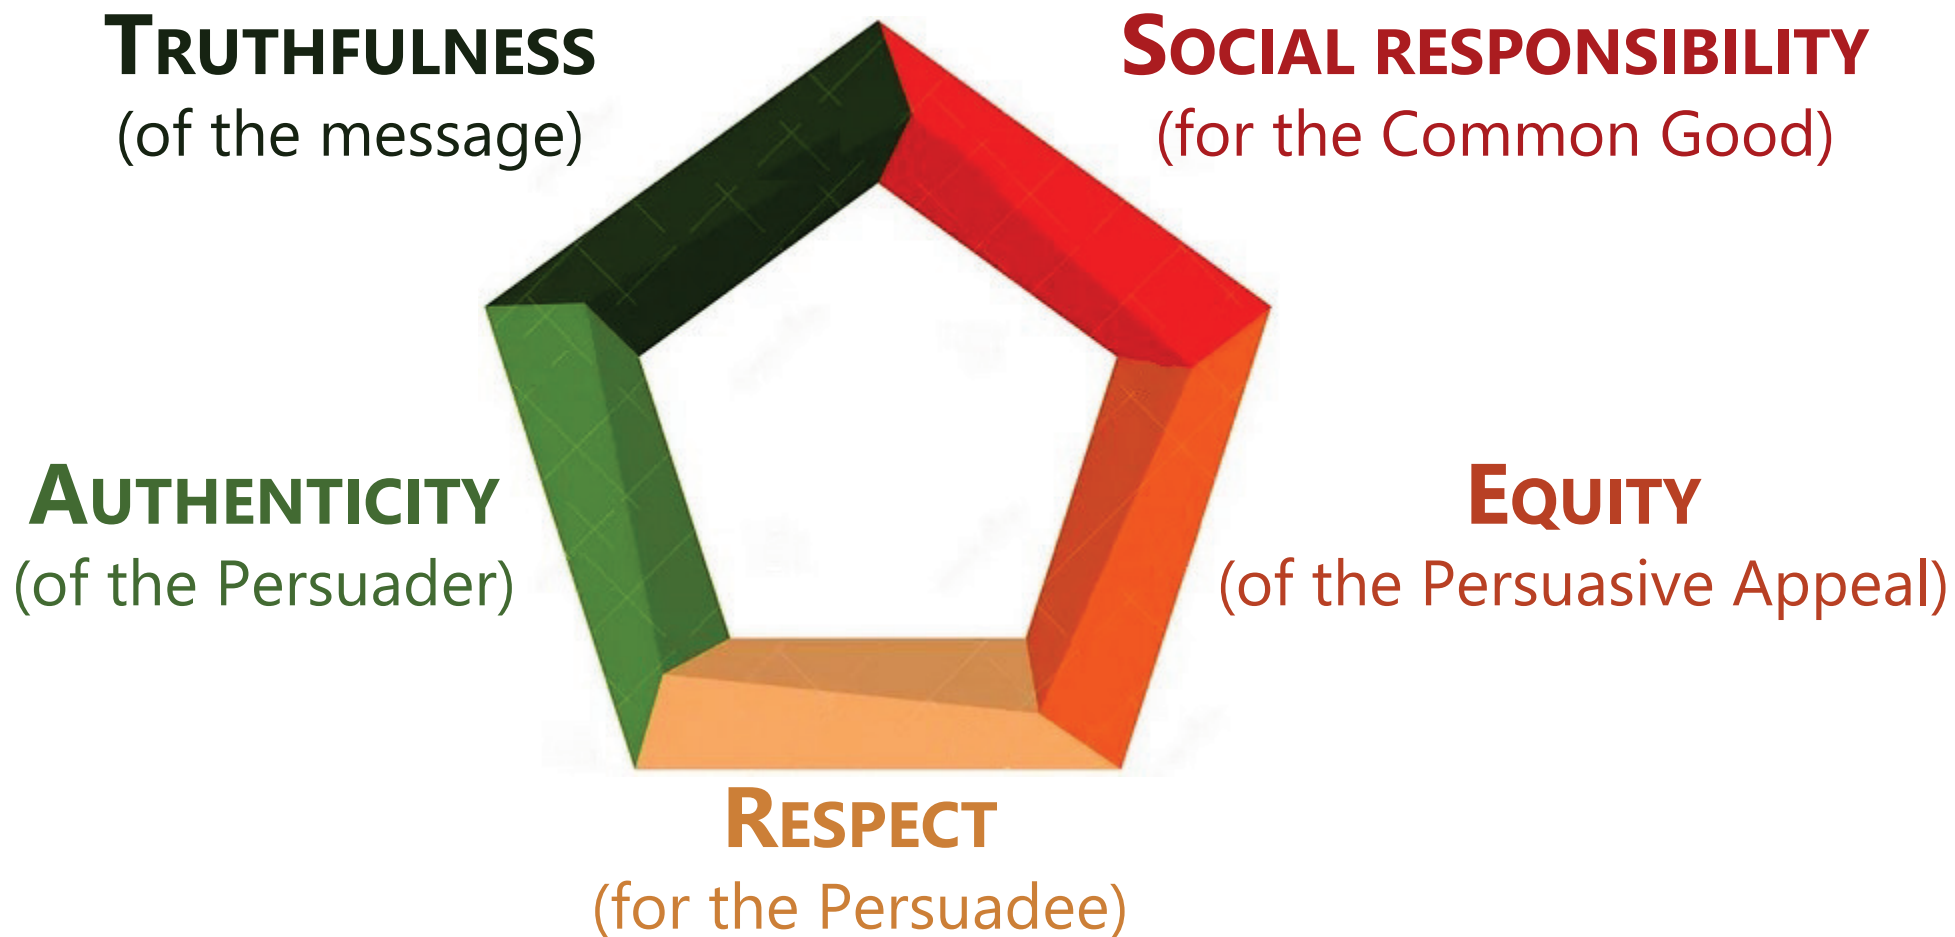 TRUTHFULNESS
(of the message)
SOCIAL RESPONSIBILITY
(for the Common Good)
AUTHENTICITY
(of the Persuader)
EQUITY
(of the Persuasive Appeal)
RESPECT
(for the Persuadee)